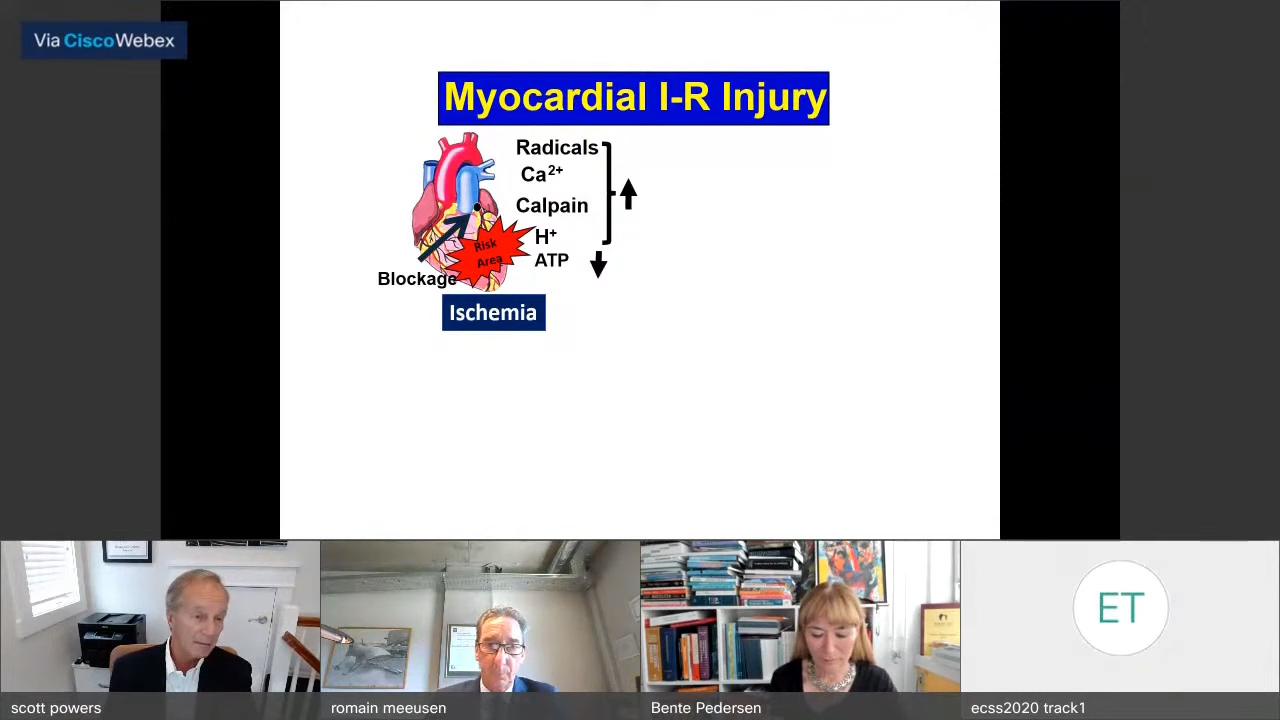 Via CiscoWebex
Myocardial I-R Injury
Radicals
Ca2+
Calpain
H+
ATP
Risk
Area
Blockage
Ischemia
ET
scott powers
romain meeusen
Bente Pedersen
ecss2020 track1